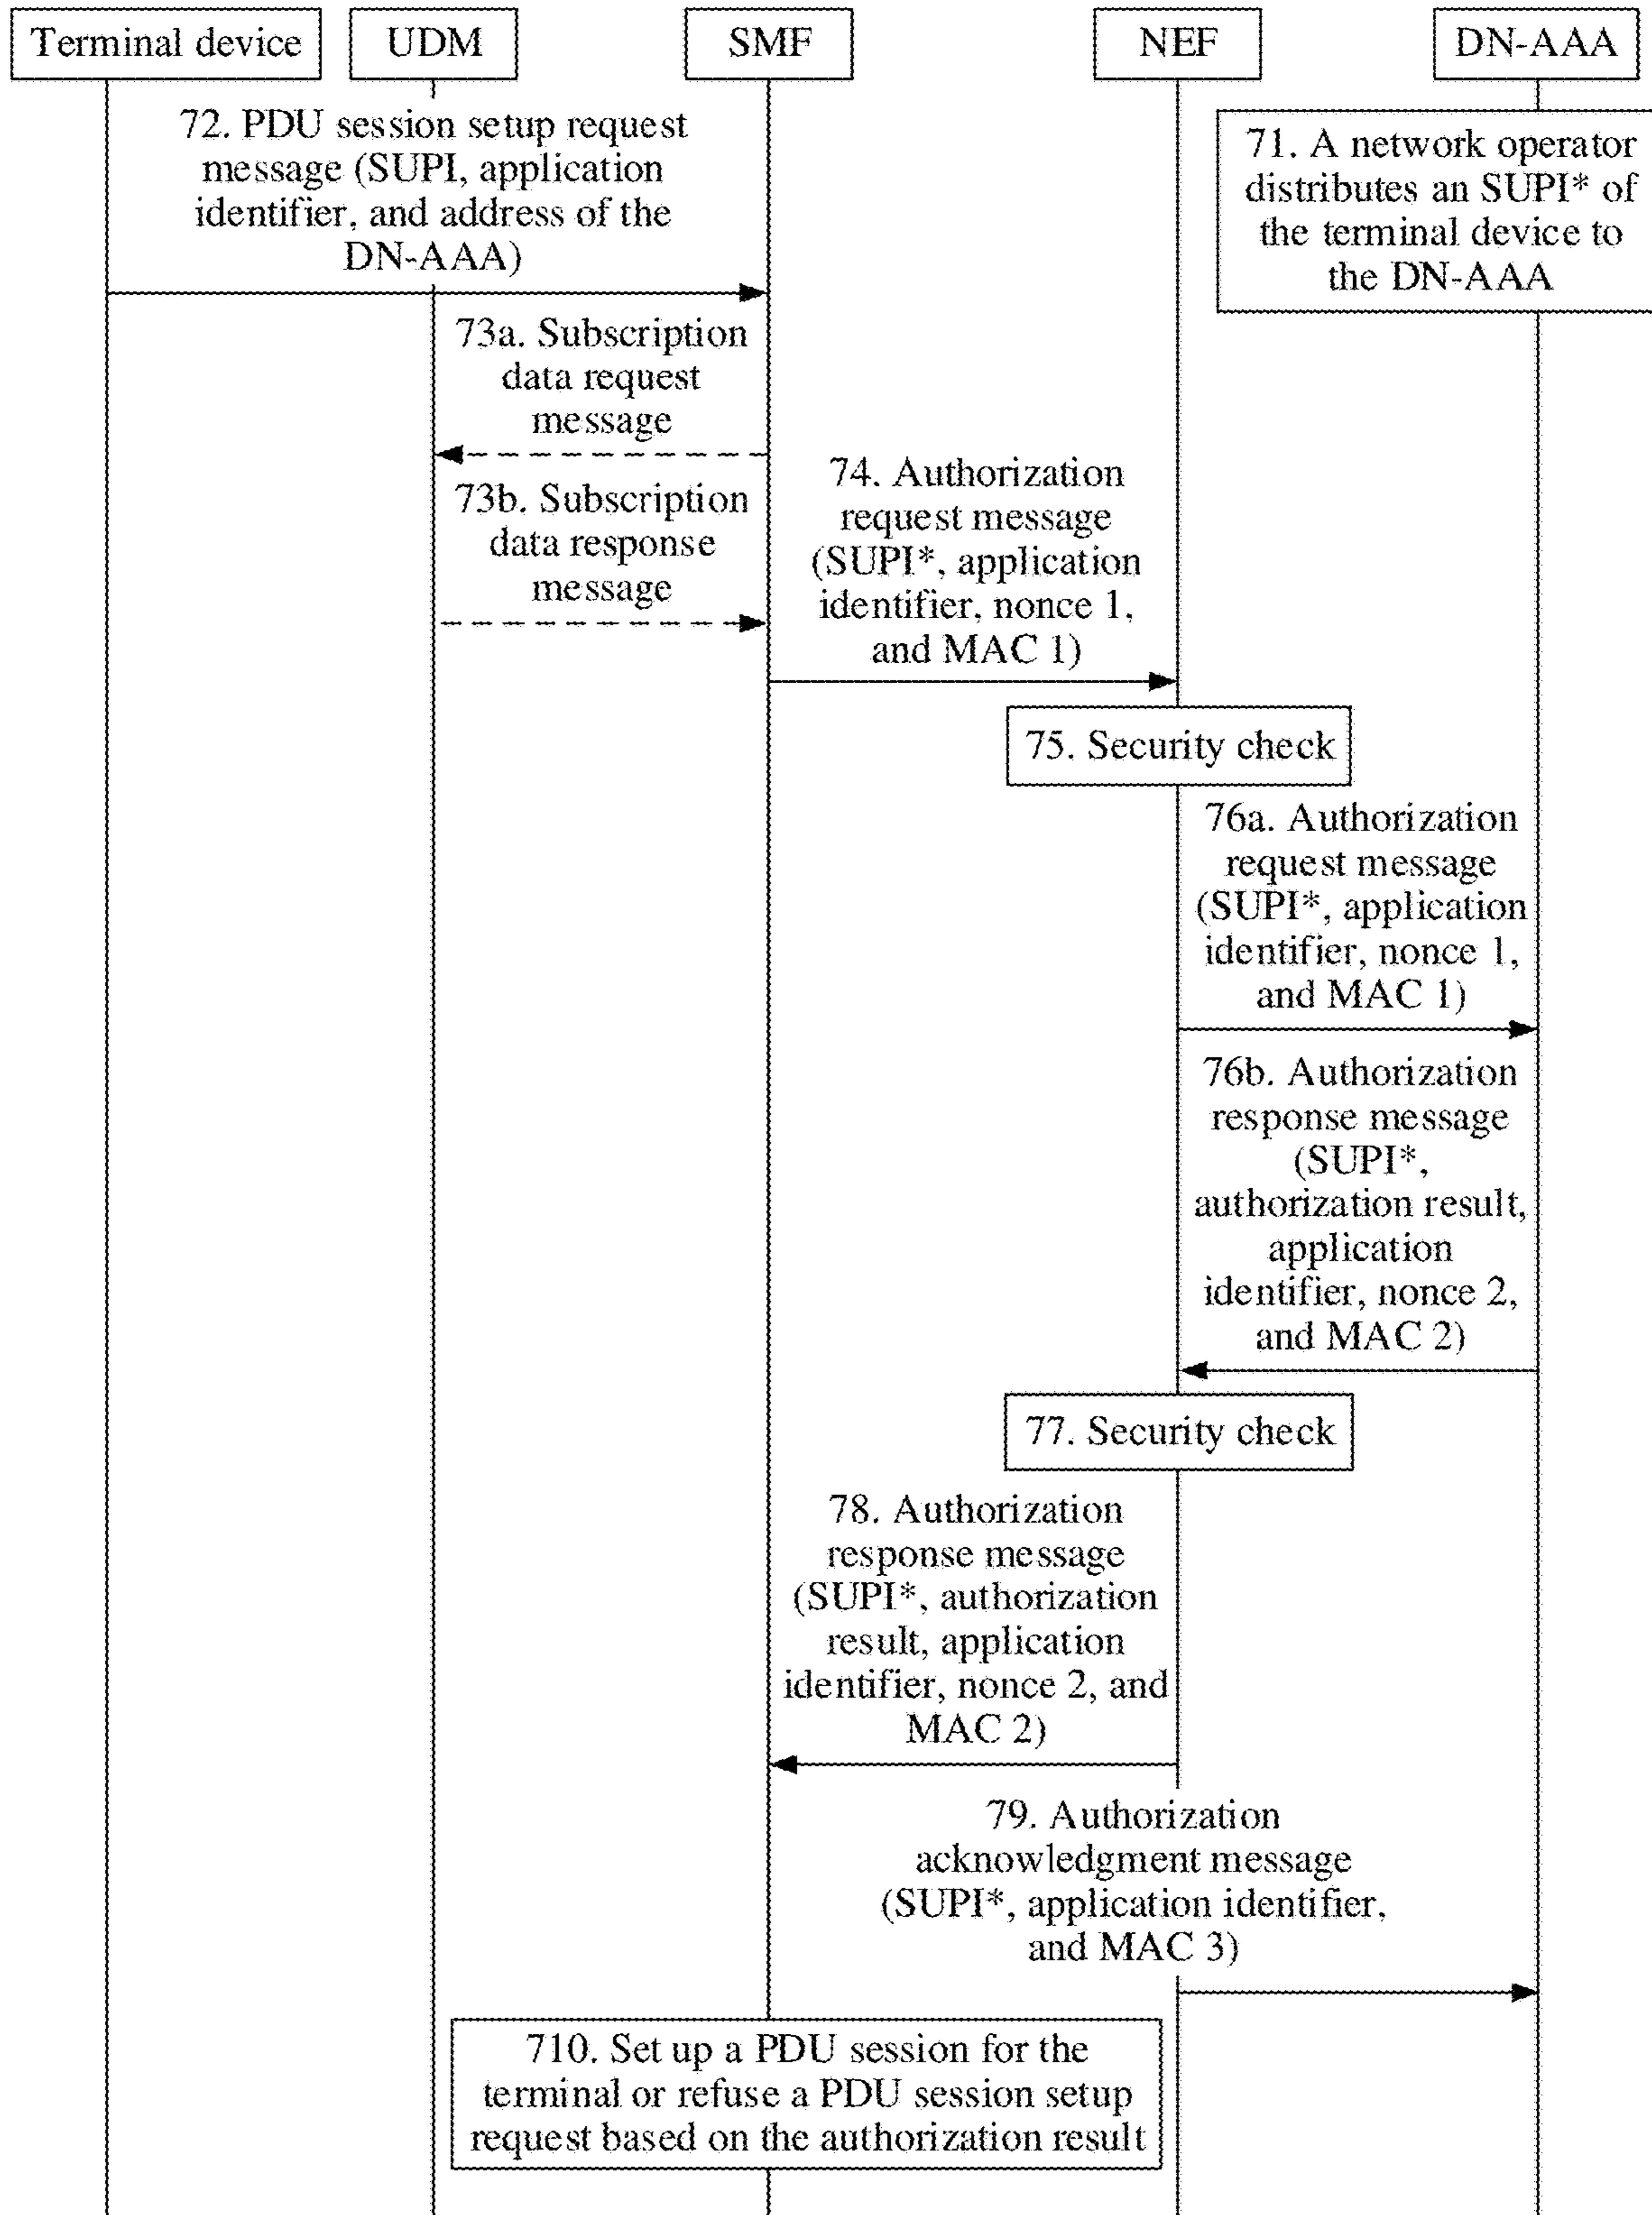 Terminal device
UDM
SMF
NEF
DN-AAA
72. PDU session setup request
message (SUPI, application
identifier, and address of the
DN-AAA)
71. A network operator
distributes an SUPI* of
the terminal device to
the DN-AAA
73a. Subscription
data request
message
73b. Subscription
data response
message
74. Authorization
request message
(SUPI*, application
identifier, nonce 1,
and MAC 1)
75. Security check
76a. Authorization
request message
(SUPI*, application
identifier, nonce 1,
and MAC 1)
76b. Authorization
response message
(SUPI*,
authorization result,
application
identifier, nonce 2,
and MAC 2)
77. Security check
78. Authorization
response message
(SUPI*, authorization
result, application
identifier, nonce 2, and
MAC 2)
79. Authorization
acknowledgment message
(SUPI*, application identifier,
and MAC 3)
710. Set up a PDU session for the
terminal or refuse a PDU session setup
request based on the authorization result